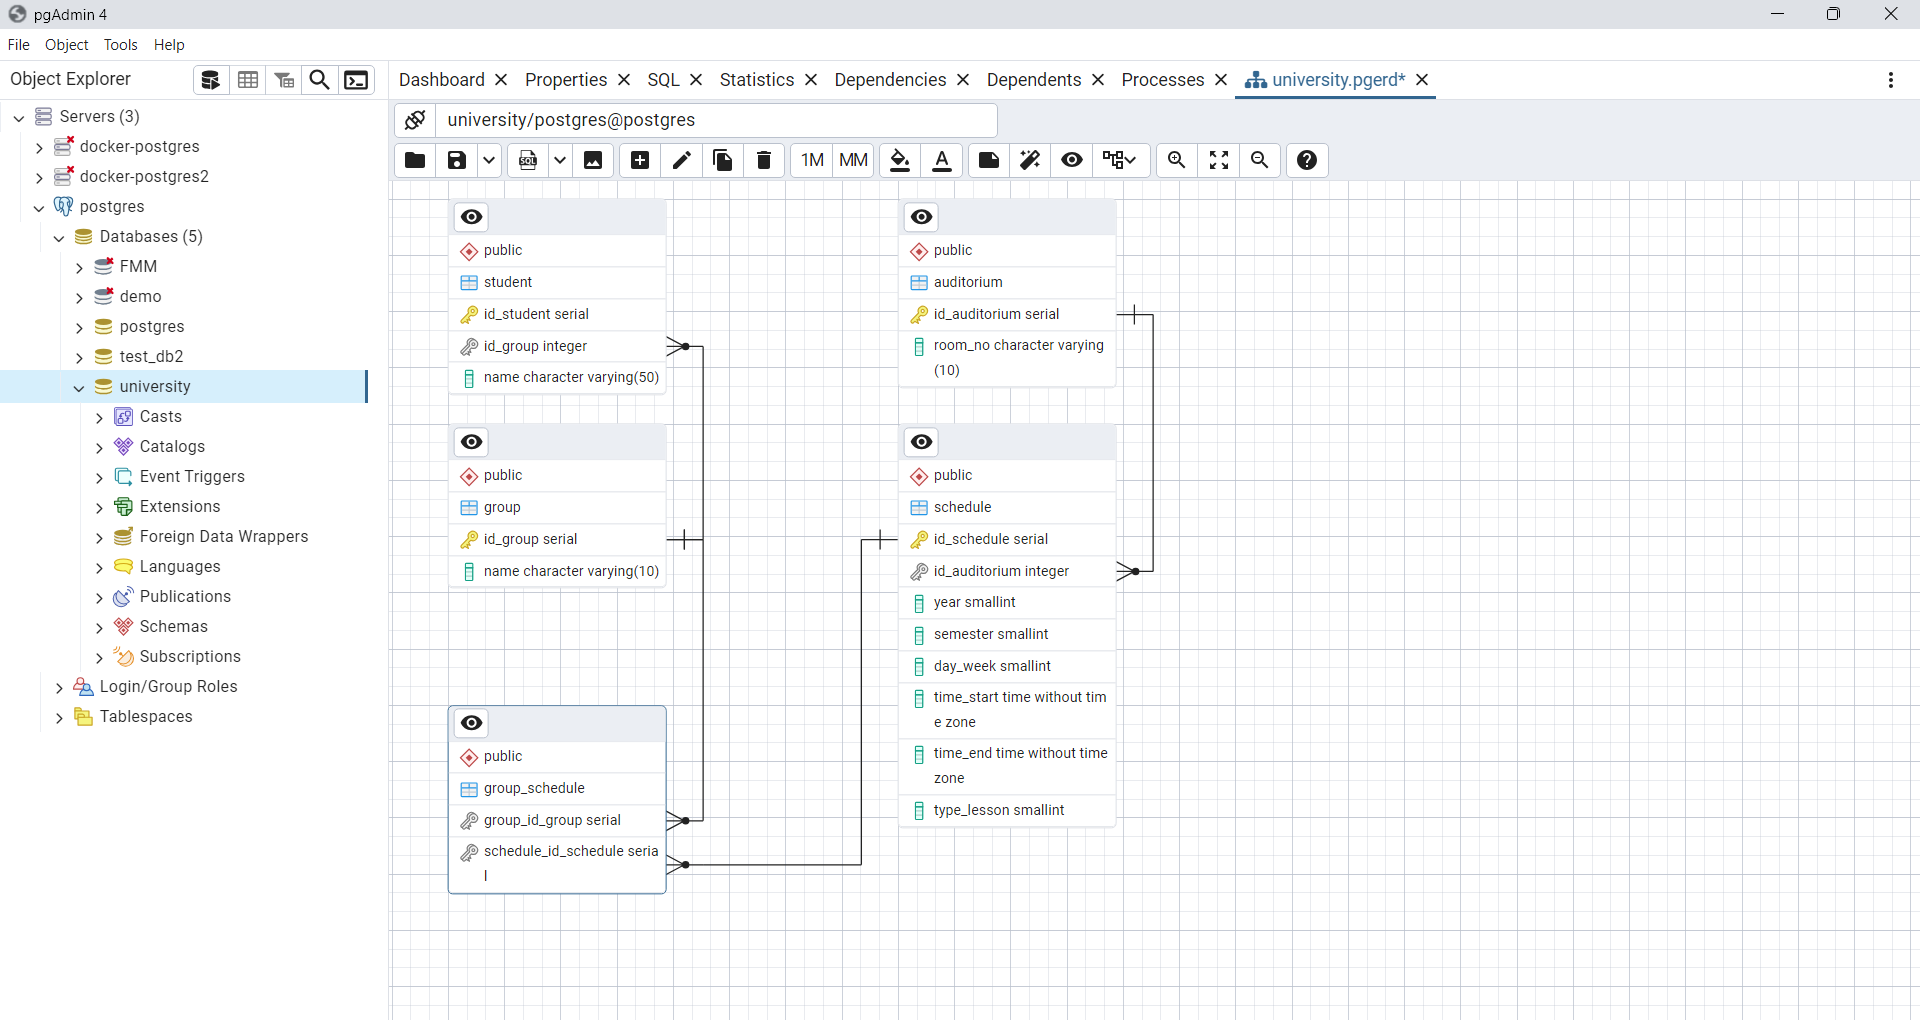 pgAdmin 4
File Object Tools Help
Object Explorer
Dashboard Properties SQL Statistics Dependencies Dependents Processes university.pgerd*
Servers (3)
docker-postgres
docker-postgres2
postgres
Databases (5)
FMM
demo
postgres
test_db2
university
Casts
Catalogs
Event Triggers
Extensions
Foreign Data Wrappers
Languages
Publications
Schemas
Subscriptions
Login/Group Roles
Tablespaces
university/postgres@postgres
SQL 1M MM A
public
student
id_student serial
id_group integer
name character varying(50)
public
group
id_group serial
name character varying(10)
public
group_schedule
group_id_group serial
schedule_id_schedule seria
l
public
auditorium
id_auditorium serial
room_no character varying
(10)
public
schedule
id_schedule serial
id_auditorium integer
year smallint
semester smallint
day_week smallint
time_start time without tim
e zone
time_end time without time
zone
type_lesson smallint